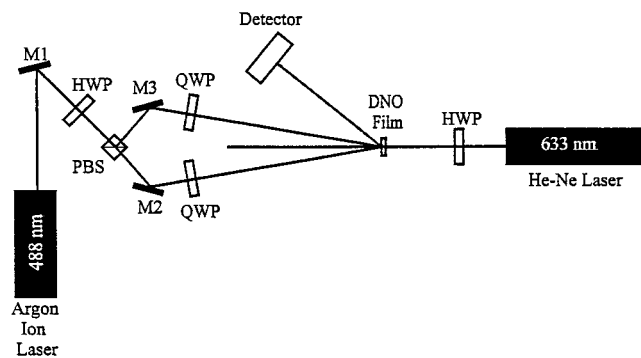 Detector
M1
HWP
M3
QWP
DNO
Film
HWP
633 nm
He-Ne Laser
PBS
M2
QWP
488 nm
Argon
Ion
Laser